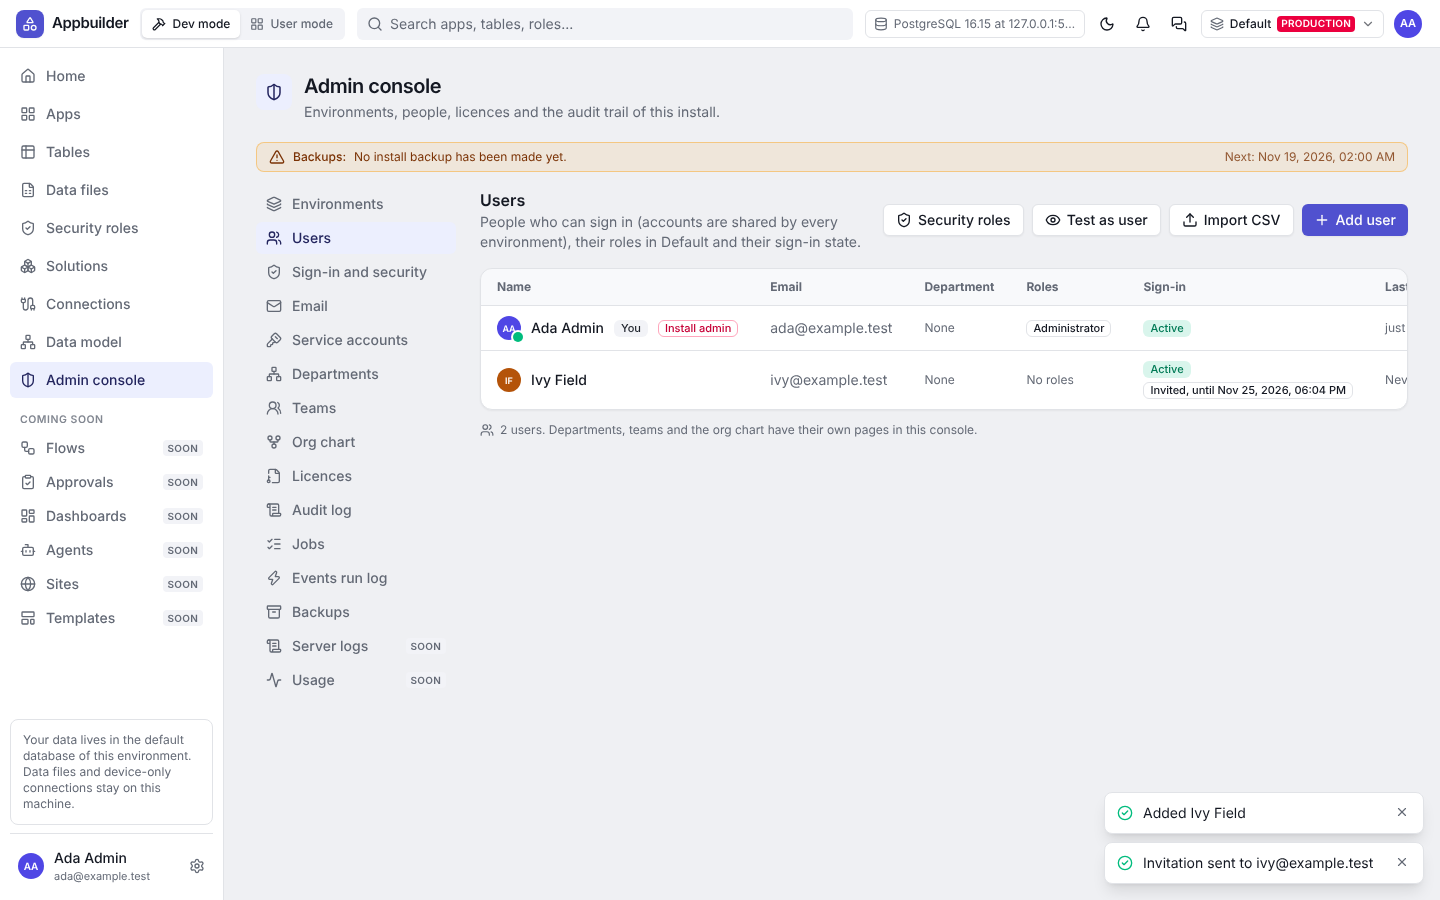 Appbuilder
Dev mode
User mode
Search apps, tables, roles...
PostgreSQL 16.15 at 127.0.0.1:5...
Default PRODUCTION
AA
Home
Apps
Tables
Data files
Security roles
Solutions
Connections
Data model
Admin console
COMING SOON
Flows SOON
Approvals SOON
Dashboards SOON
Agents SOON
Sites SOON
Templates SOON
Your data lives in the default
database of this environment.
Data files and device-only
connections stay on this
machine.
AA
Ada Admin
ada@example.test
Admin console
Environments, people, licences and the audit trail of this install.
Backups: No install backup has been made yet.
Next: Nov 19, 2026, 02:00 AM
Environments
Users
Sign-in and security
Email
Service accounts
Departments
Teams
Org chart
Licences
Audit log
Jobs
Events run log
Backups
Server logs SOON
Usage SOON
Users
People who can sign in (accounts are shared by every
environment), their roles in Default and their sign-in state.
Security roles
Test as user
Import CSV
Add user
Name Email Department Roles Sign-in
AA Ada Admin You Install admin ada@example.test None Administrator Active just
IF Ivy Field ivy@example.test None No roles Active
Invited, until Nov 25, 2026, 06:04 PM
2 users. Departments, teams and the org chart have their own pages in this console.
Added Ivy Field
Invitation sent to ivy@example.test